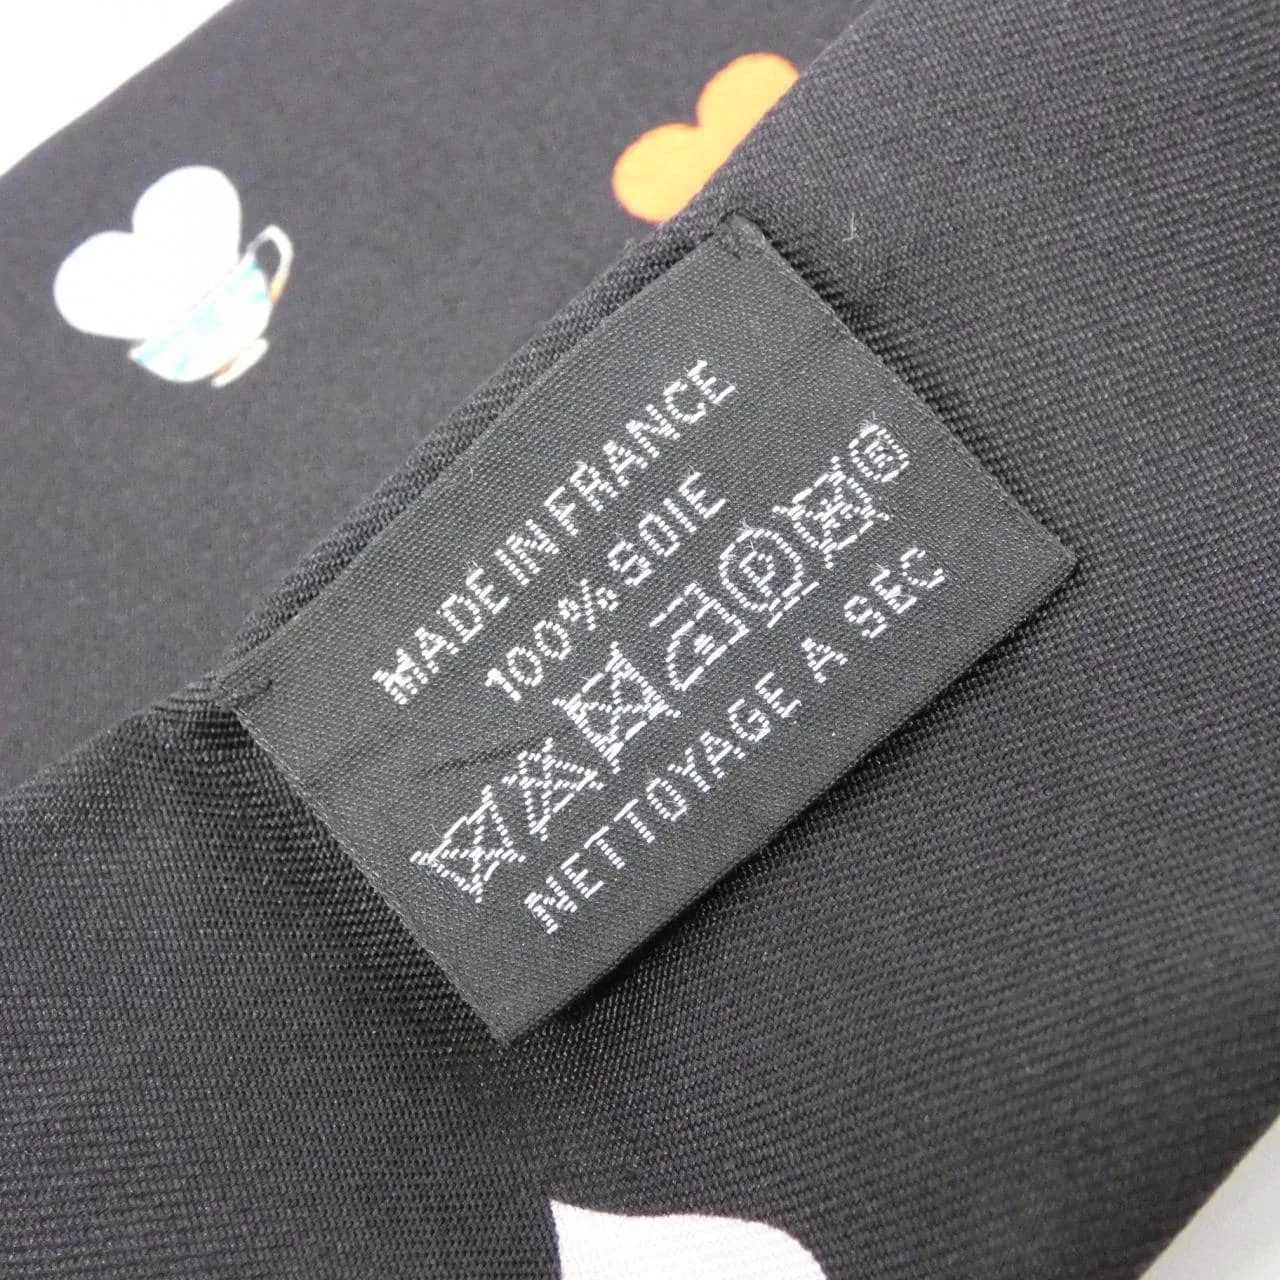 MADE IN FRANCE
100% SOIE
P
NETTOYAGE A SEC